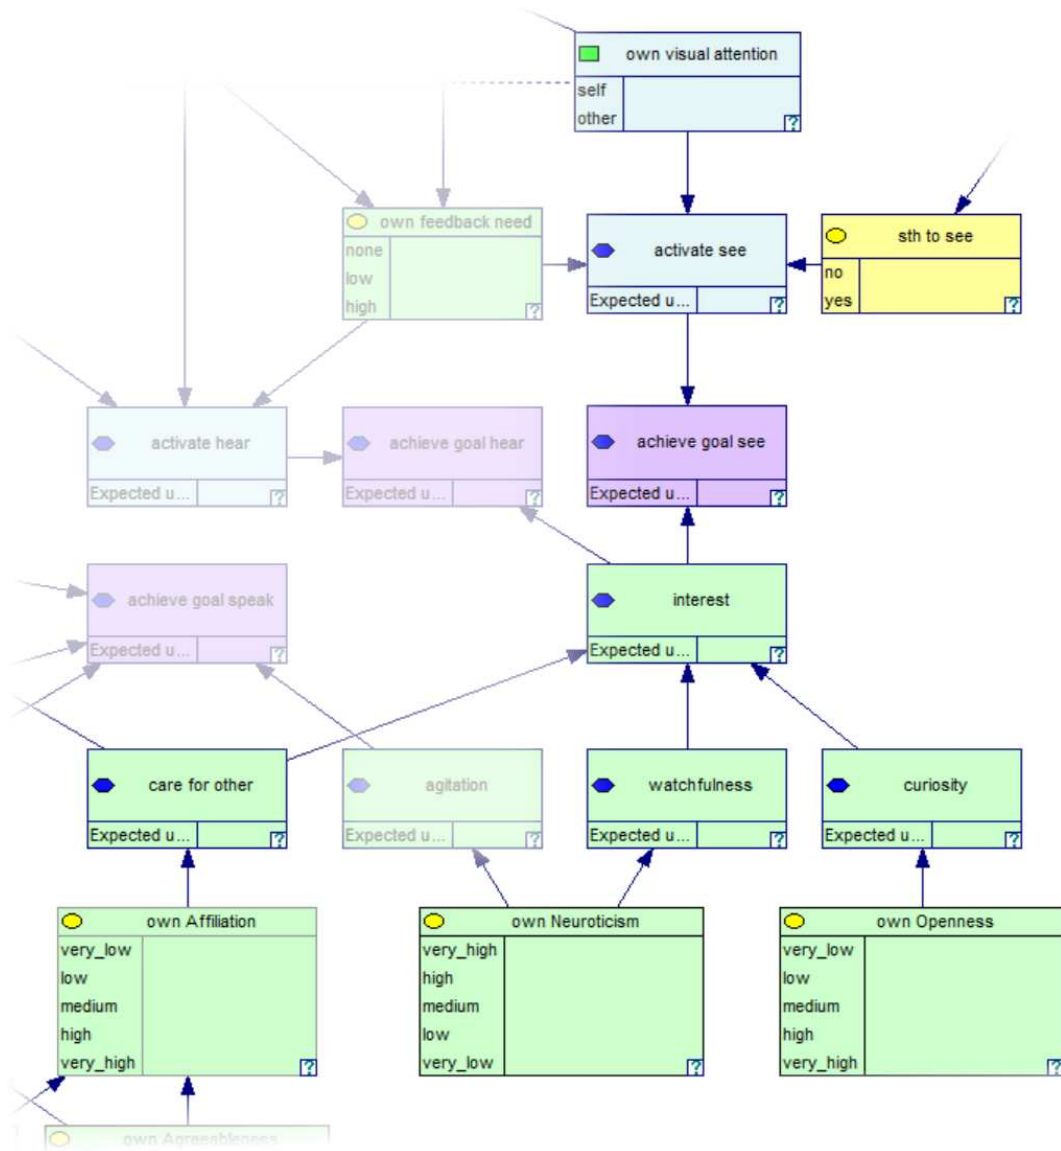 own visual attention
self
other
?
own feedback need
none
low
high
?
activate see
Expected u...
?
sth to see
no
yes
?
activate hear
Expected u...
?
achieve goal hear
Expected u...
?
achieve goal see
Expected u...
?
achieve goal speak
Expected u...
?
interest
Expected u...
?
care for other
Expected u...
?
agitation
Expected u...
?
watchfulness
Expected u...
?
curiosity
Expected u...
?
own Affiliation
very_low
low
medium
high
very_high
?
own Neuroticism
very_high
high
medium
low
very_low
?
own Openness
very_low
low
medium
high
very_high
?
own Agreeableness